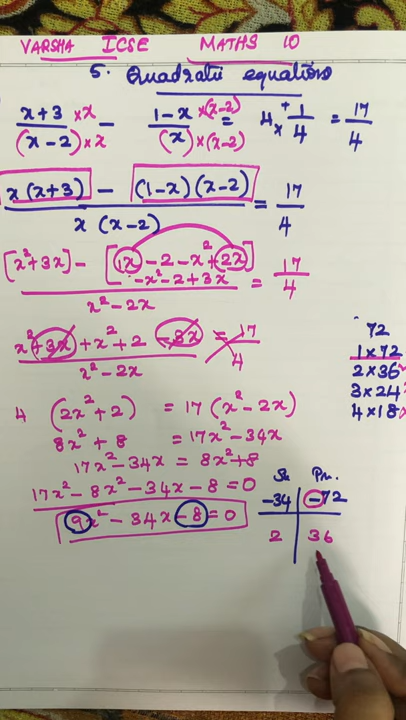 VARSHA ICSE MATHS 10
5. Quadratic equations
(x+3) ×x / (x-2) ×x - (1-x) ×(x-2) / (x) ×(x-2) = 4 1/4 = 17/4
x(x+3) - (1-x)(x-2) / x(x-2) = 17/4
[x²+3x] - [1x-2-x²+2x] / x²-2x = 17/4
-x²-2+3x
x²+3x+x²+2-3x / x²-2x = 17/4
4 (2x²+2) = 17(x²-2x)
8x²+8 = 17x²-34x
17x²-34x = 8x²+8
17x²-8x²-34x-8=0
9x²-34x-8=0
72
1×72
2×36
3×24
4×18
Su Pr.
-34 | -72
2 | 36